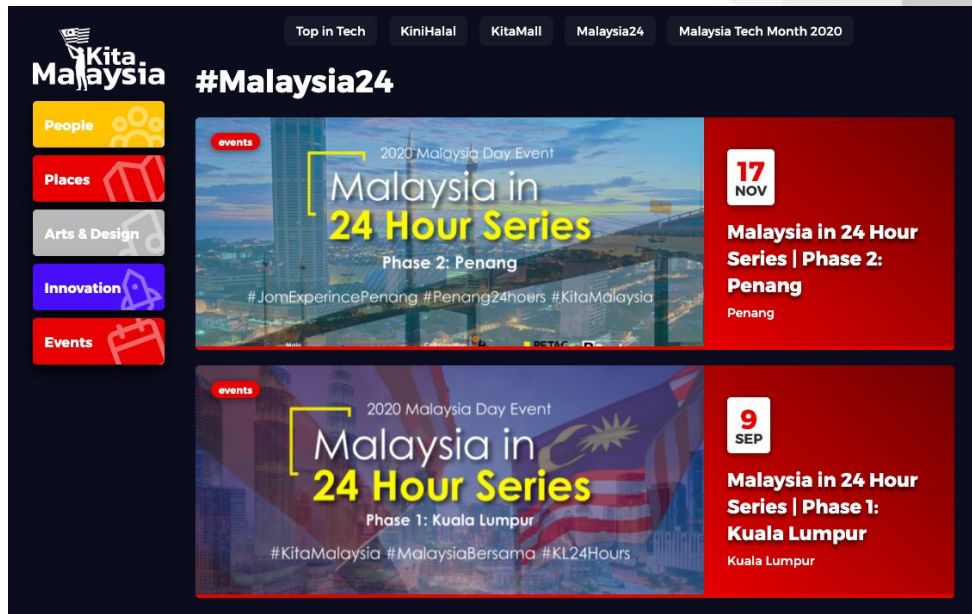 Top in Tech
KiniHalal
KitaMall
Malaysia24
Malaysia Tech Month 2020
Kita
Malaysia
People
Places
Arts & Design
Innovation
Events
#Malaysia24
events
2020 Malaysia Day Event
Malaysia in
24 Hour Series
Phase 2: Penang
#JomExperincePenang #Penang24hours #KitaMalaysia
PETAC
17
NOV
Malaysia in 24 Hour
Series | Phase 2:
Penang
Penang
events
2020 Malaysia Day Event
Malaysia in
24 Hour Series
Phase 1: Kuala Lumpur
#KitaMalaysia #MalaysiaBersama #KL24Hours
9
SEP
Malaysia in 24 Hour
Series | Phase 1:
Kuala Lumpur
Kuala Lumpur